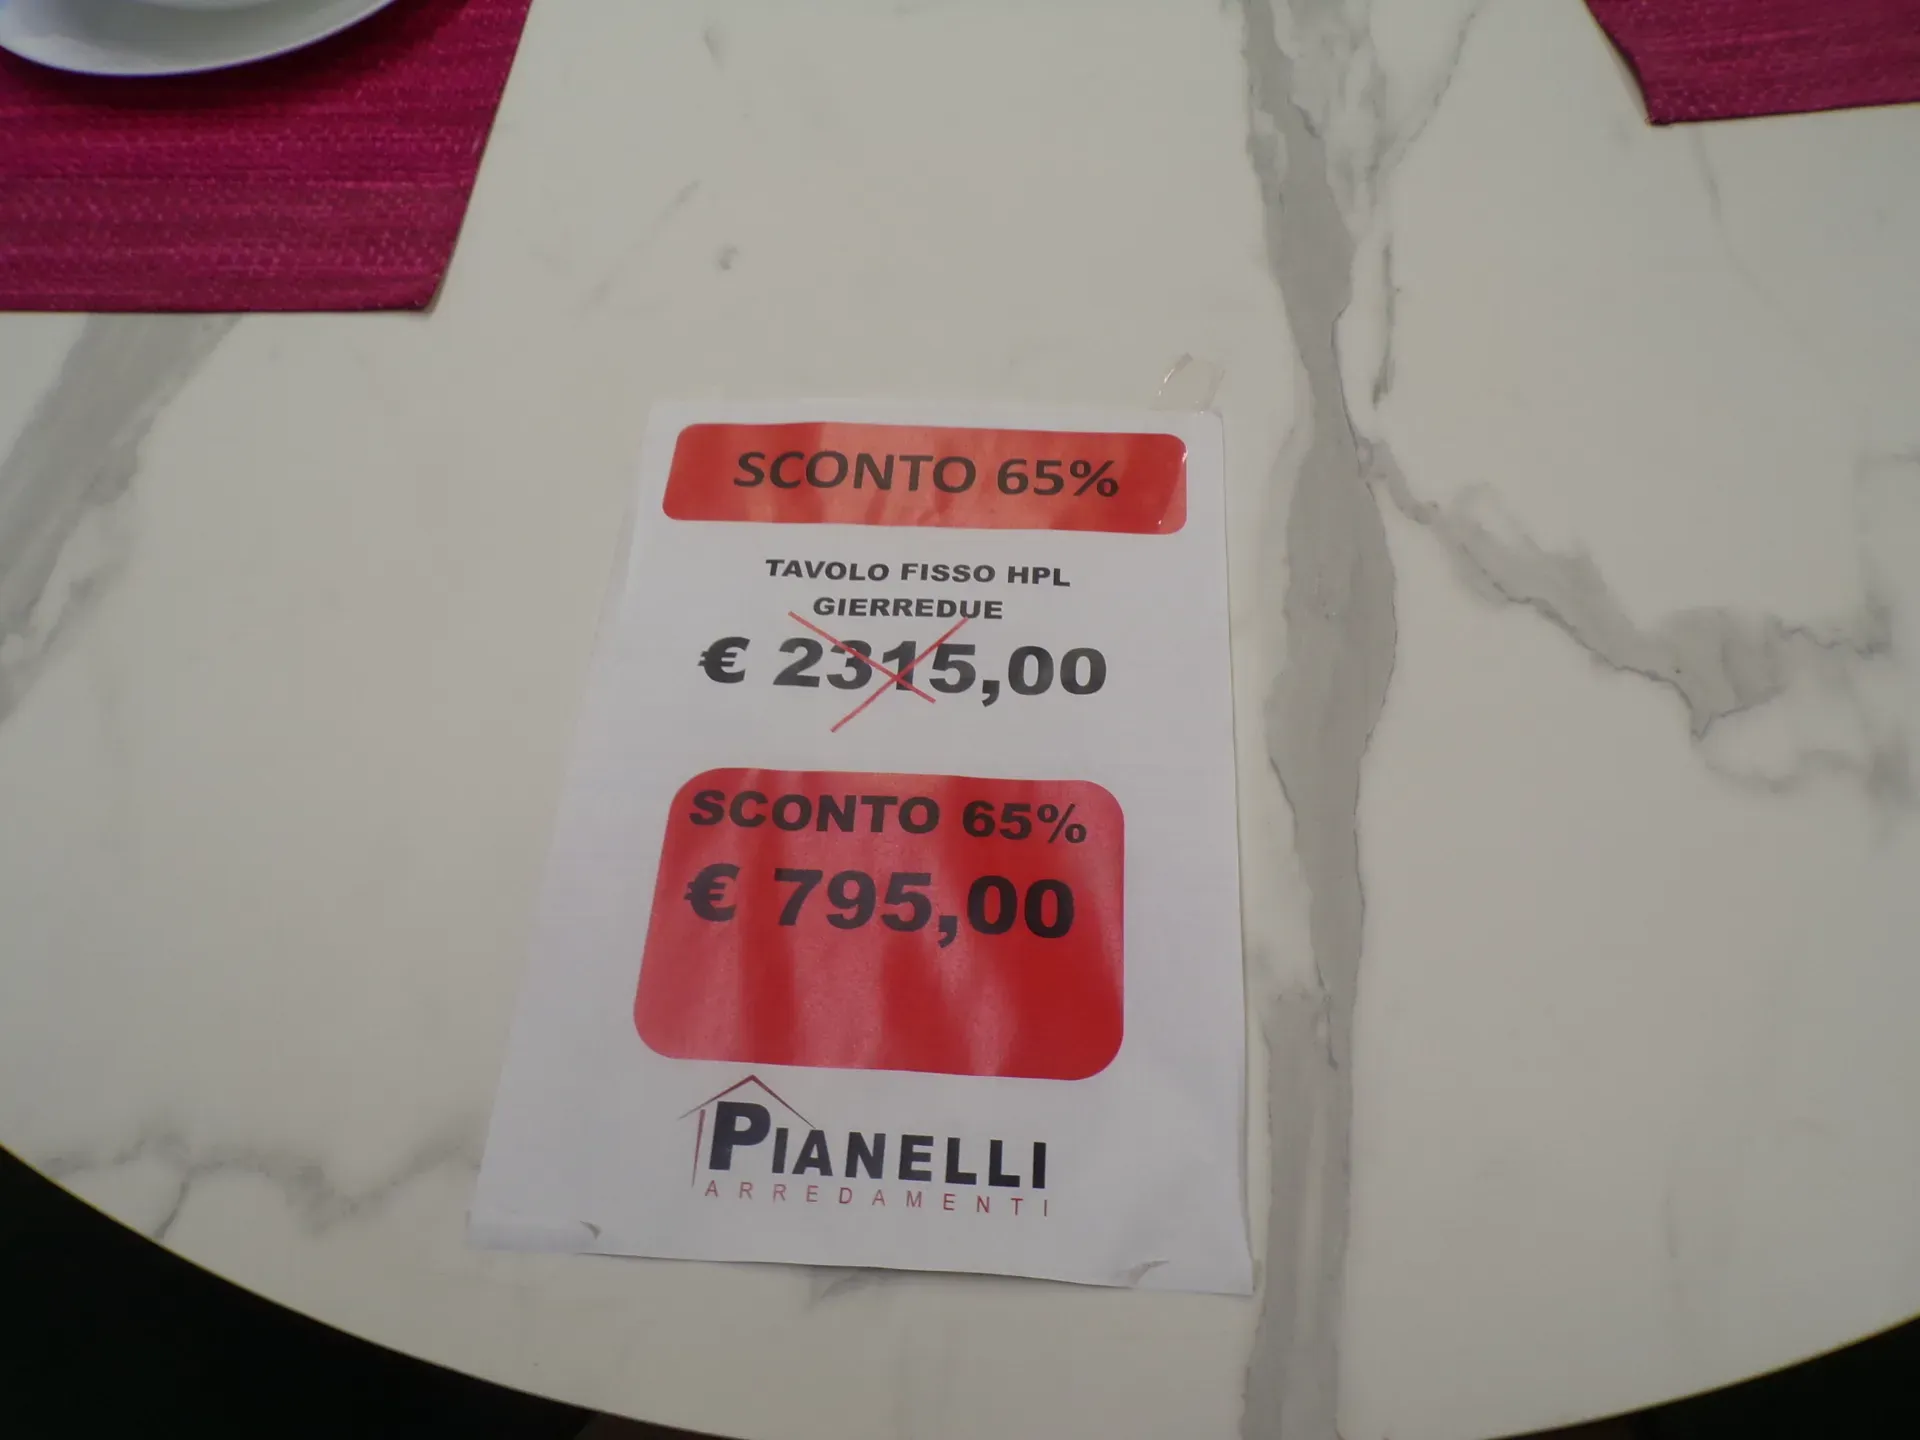 SCONTO 65%
TAVOLO FISSO HPL
GIERREDUE
€ 2315,00
SCONTO 65%
€ 795,00
PIANELLI
ARREDAMENTI